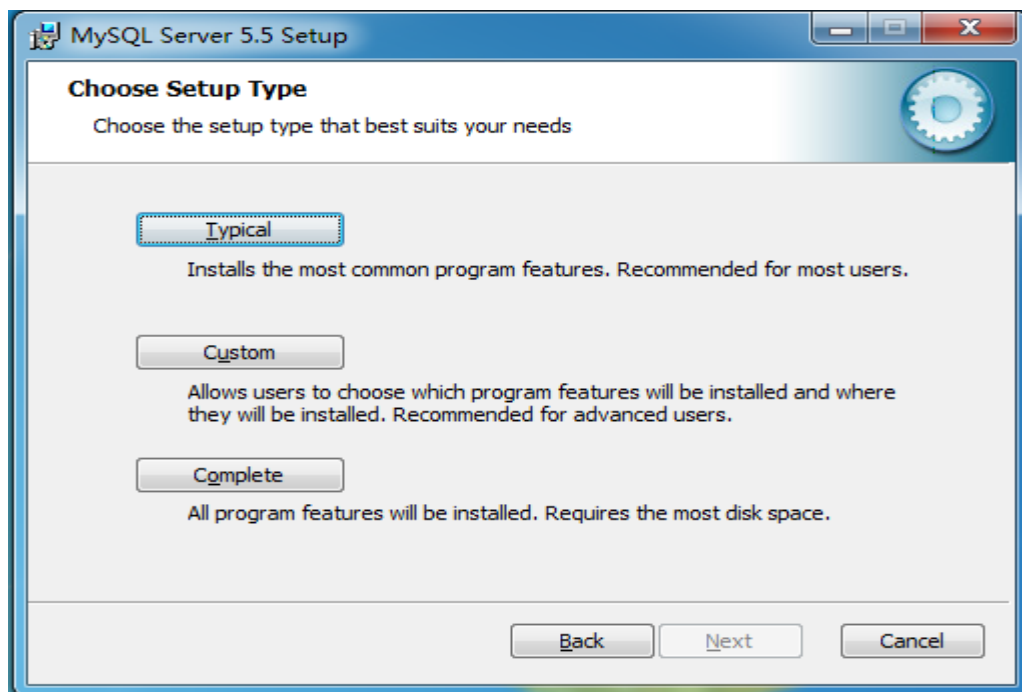 MySQL Server 5.5 Setup
Choose Setup Type
Choose the setup type that best suits your needs
Typical
Installs the most common program features. Recommended for most users.
Custom
Allows users to choose which program features will be installed and where
they will be installed. Recommended for advanced users.
Complete
All program features will be installed. Requires the most disk space.
Back Next Cancel